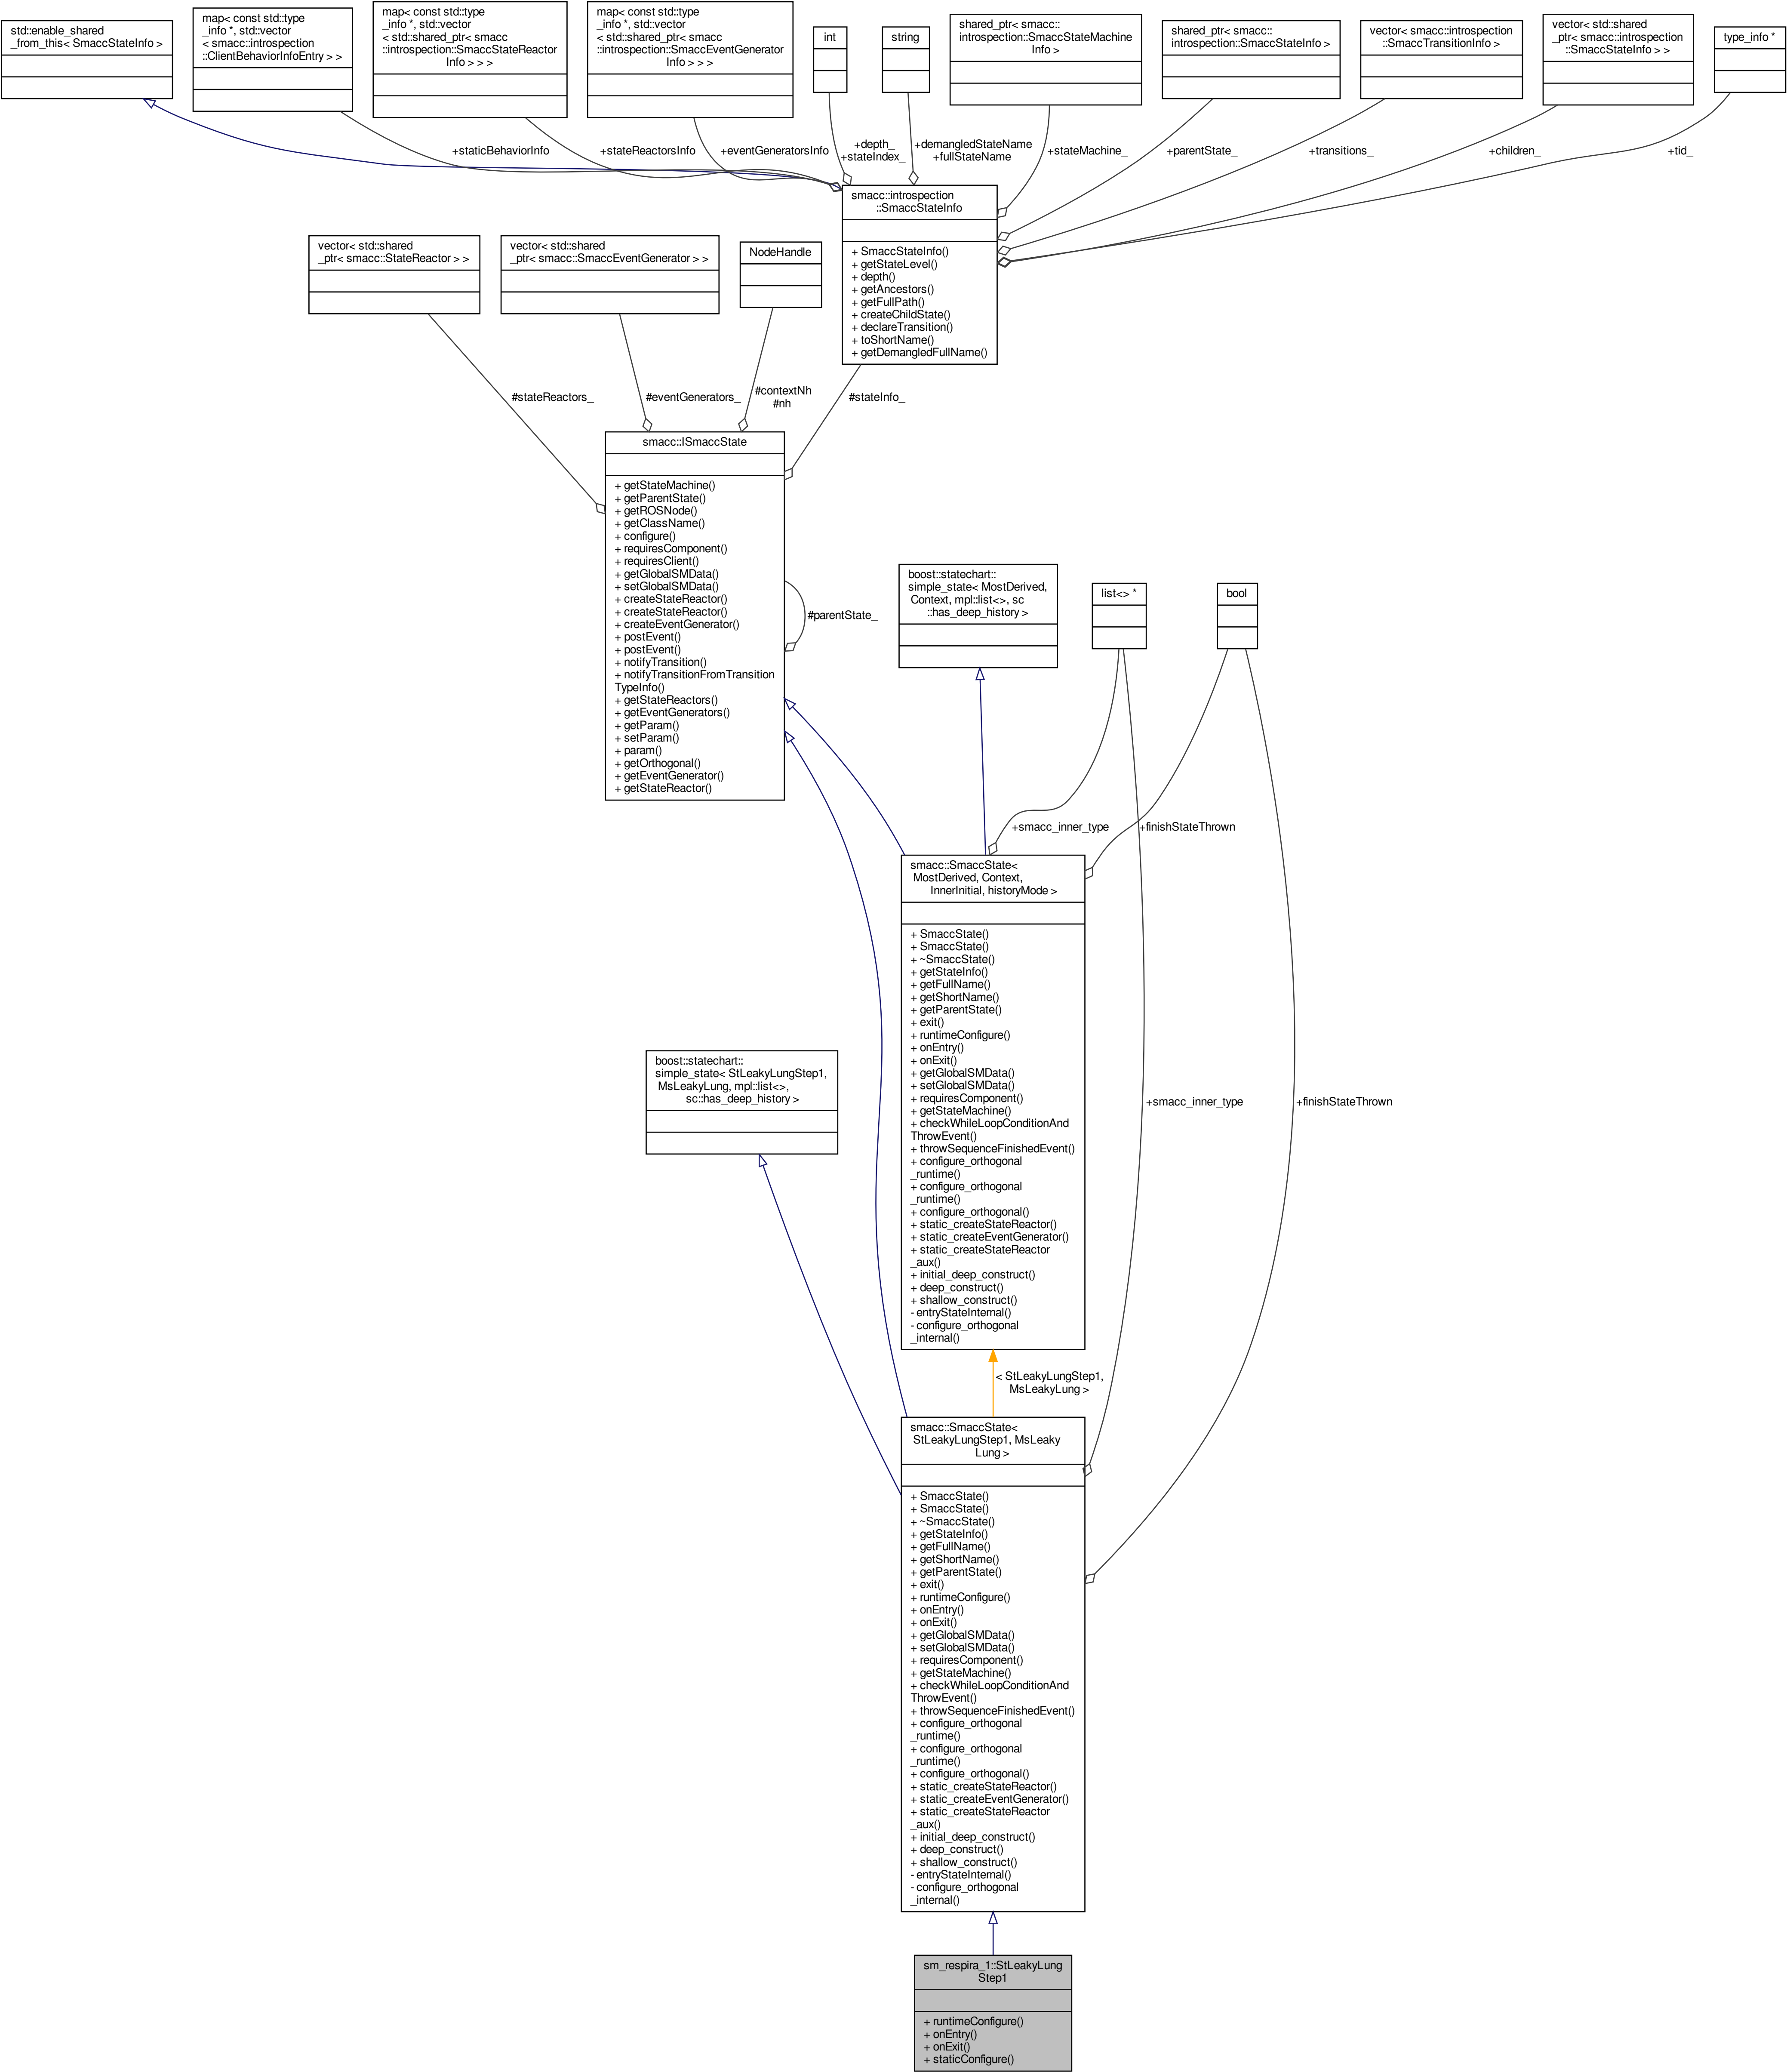 std::enable_shared
_from_this< SmaccStateInfo >
map< const std::type
_info *, std::vector
< smacc::introspection
::ClientBehaviorInfoEntry > >
map< const std::type
_info *, std::vector
< std::shared_ptr< smacc
::introspection::SmaccStateReactor
Info > > >
map< const std::type
_info *, std::vector
< std::shared_ptr< smacc
::introspection::SmaccEventGenerator
Info > > >
int
string
shared_ptr< smacc::
introspection::SmaccStateMachine
Info >
shared_ptr< smacc::
introspection::SmaccStateInfo >
vector< smacc::introspection
::SmaccTransitionInfo >
vector< std::shared
_ptr< smacc::introspection
::SmaccStateInfo > >
type_info *
+staticBehaviorInfo
+stateReactorsInfo
+eventGeneratorsInfo
+depth_
+stateIndex_
+demangledStateName
+fullStateName
+stateMachine_
+parentState_
+transitions_
+children_
+tid_
smacc::introspection
::SmaccStateInfo
+ SmaccStateInfo()
+ getStateLevel()
+ depth()
+ getAncestors()
+ getFullPath()
+ createChildState()
+ declareTransition()
+ toShortName()
+ getDemangledFullName()
vector< std::shared
_ptr< smacc::StateReactor > >
vector< std::shared
_ptr< smacc::SmaccEventGenerator > >
NodeHandle
#stateReactors_
#eventGenerators_
#contextNh
#nh
#stateInfo_
smacc::ISmaccState
+ getStateMachine()
+ getParentState()
+ getROSNode()
+ getClassName()
+ configure()
+ requiresComponent()
+ requiresClient()
+ getGlobalSMData()
+ setGlobalSMData()
+ createStateReactor()
+ createStateReactor()
+ createEventGenerator()
+ postEvent()
+ postEvent()
+ notifyTransition()
+ notifyTransitionFromTransition
TypeInfo()
+ getStateReactors()
+ getEventGenerators()
+ getParam()
+ setParam()
+ param()
+ getOrthogonal()
+ getEventGenerator()
+ getStateReactor()
#parentState_
boost::statechart::
simple_state< MostDerived,
Context, mpl::list<>, sc
::has_deep_history >
list<> *
bool
+smacc_inner_type
+finishStateThrown
smacc::SmaccState<
MostDerived, Context,
InnerInitial, historyMode >
+ SmaccState()
+ SmaccState()
+ ~SmaccState()
+ getStateInfo()
+ getFullName()
+ getShortName()
+ getParentState()
+ exit()
+ runtimeConfigure()
+ onEntry()
+ onExit()
+ getGlobalSMData()
+ setGlobalSMData()
+ requiresComponent()
+ getStateMachine()
+ checkWhileLoopConditionAnd
ThrowEvent()
+ throwSequenceFinishedEvent()
+ configure_orthogonal
_runtime()
+ configure_orthogonal
_runtime()
+ configure_orthogonal()
+ static_createStateReactor()
+ static_createEventGenerator()
+ static_createStateReactor
_aux()
+ initial_deep_construct()
+ deep_construct()
+ shallow_construct()
- entryStateInternal()
- configure_orthogonal
_internal()
boost::statechart::
simple_state< StLeakyLungStep1,
MsLeakyLung, mpl::list<>,
sc::has_deep_history >
+smacc_inner_type
+finishStateThrown
< StLeakyLungStep1,
MsLeakyLung >
smacc::SmaccState<
StLeakyLungStep1, MsLeaky
Lung >
+ SmaccState()
+ SmaccState()
+ ~SmaccState()
+ getStateInfo()
+ getFullName()
+ getShortName()
+ getParentState()
+ exit()
+ runtimeConfigure()
+ onEntry()
+ onExit()
+ getGlobalSMData()
+ setGlobalSMData()
+ requiresComponent()
+ getStateMachine()
+ checkWhileLoopConditionAnd
ThrowEvent()
+ throwSequenceFinishedEvent()
+ configure_orthogonal
_runtime()
+ configure_orthogonal
_runtime()
+ configure_orthogonal()
+ static_createStateReactor()
+ static_createEventGenerator()
+ static_createStateReactor
_aux()
+ initial_deep_construct()
+ deep_construct()
+ shallow_construct()
- entryStateInternal()
- configure_orthogonal
_internal()
sm_respira_1::StLeakyLung
Step1
+ runtimeConfigure()
+ onEntry()
+ onExit()
+ staticConfigure()